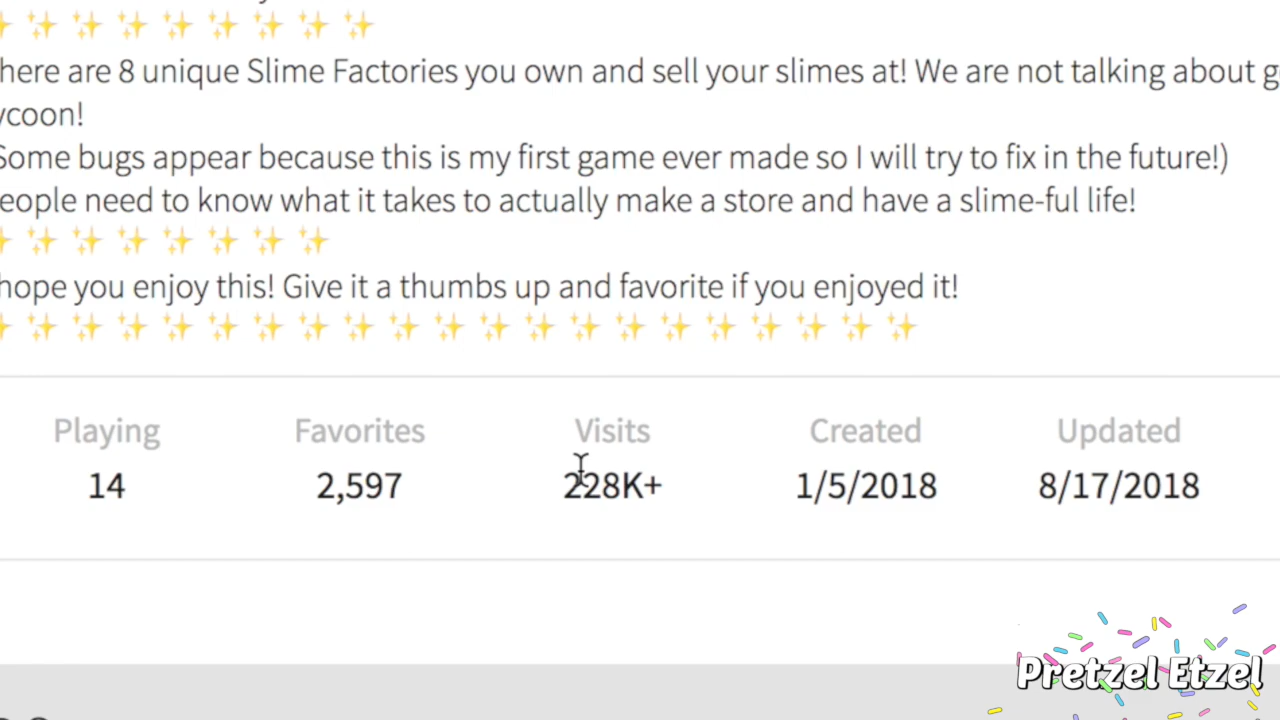 here are 8 unique Slime Factories you own and sell your slimes at! We are not talking about g
ycoon!
Some bugs appear because this is my first game ever made so I will try to fix in the future!)
eople need to know what it takes to actually make a store and have a slime-ful life!
hope you enjoy this! Give it a thumbs up and favorite if you enjoyed it!
Playing Favorites Visits Created Updated
14 2,597 228K+ 1/5/2018 8/17/2018
Pretzel Etzel